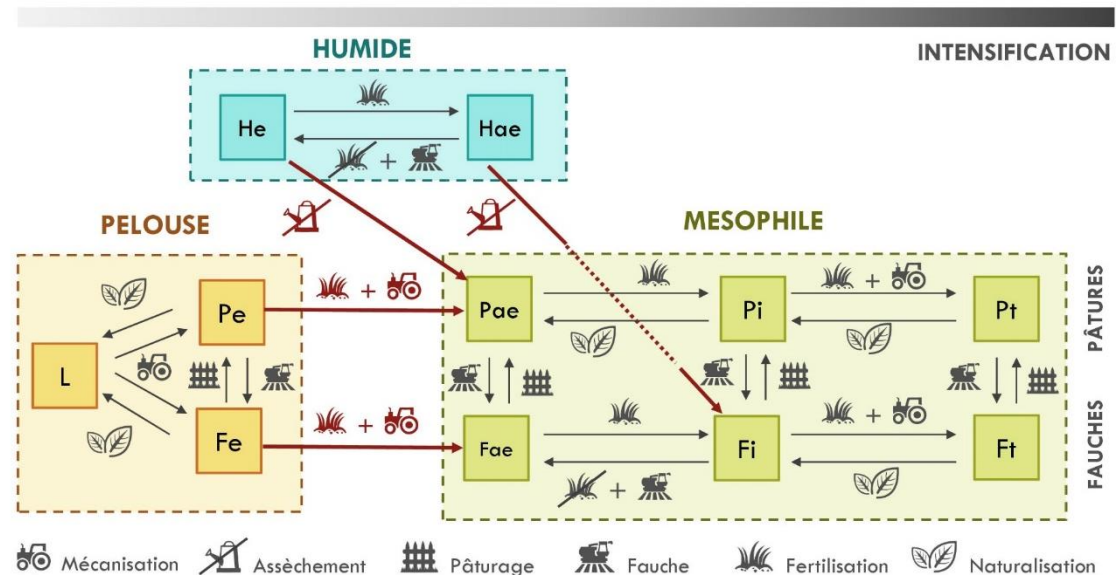 HUMIDE
INTENSIFICATION
He
Hae
+
PELOUSE
MESOPHILE
Pe
+
Pae
Pi
+
Pt
PÂTURES
L
Fe
+
Fae
Fi
+
Ft
FAUCHES
+
Mécanisation
Assèchement
Pâturage
Fauche
Fertilisation
Naturalisation